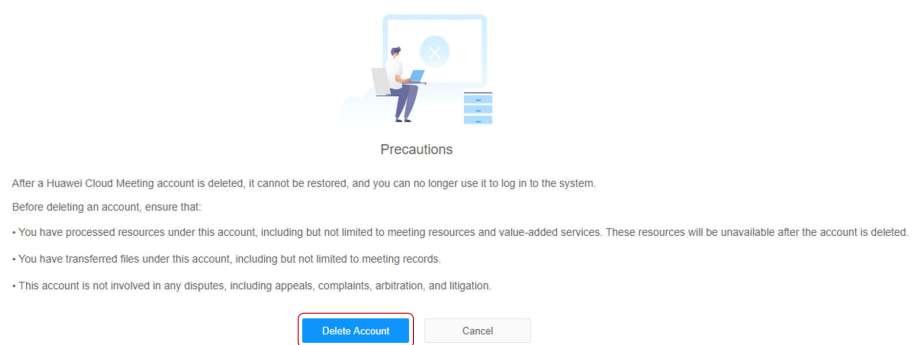 Precautions
After a Huawei Cloud Meeting account is deleted, it cannot be restored, and you can no longer use it to log in to the system.
Before deleting an account, ensure that:
• You have processed resources under this account, including but not limited to meeting resources and value-added services. These resources will be unavailable after the account is deleted.
• You have transferred files under this account, including but not limited to meeting records.
• This account is not involved in any disputes, including appeals, complaints, arbitration, and litigation.
Delete Account Cancel